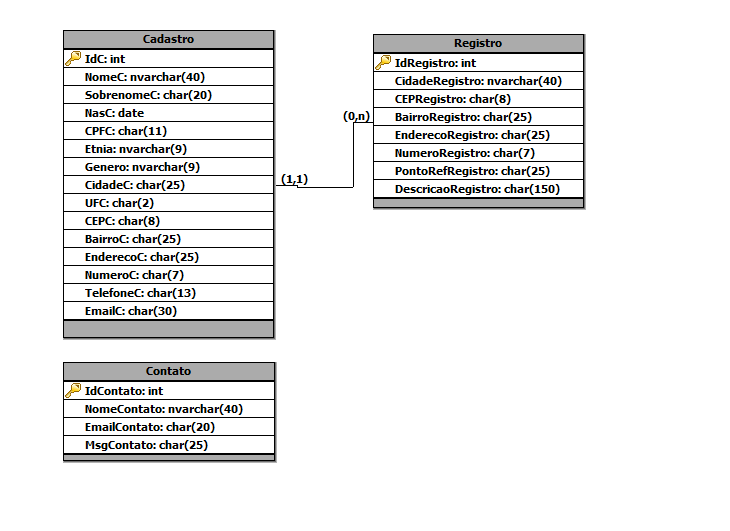 Cadastro
IdC: int
NomeC: nvarchar(40)
SobrenomeC: char(20)
NasC: date
CPFC: char(11)
Etnia: nvarchar(9)
Genero: nvarchar(9)
CidadeC: char(25)
UFC: char(2)
CEPC: char(8)
BairroC: char(25)
EnderecoC: char(25)
NumeroC: char(7)
TelefoneC: char(13)
EmailC: char(30)
(1,1)
(0,n)
Registro
IdRegistro: int
CidadeRegistro: nvarchar(40)
CEPRegistro: char(8)
BairroRegistro: char(25)
EnderecoRegistro: char(25)
NumeroRegistro: char(7)
PontoRefRegistro: char(25)
DescricaoRegistro: char(150)
Contato
IdContato: int
NomeContato: nvarchar(40)
EmailContato: char(20)
MsgContato: char(25)